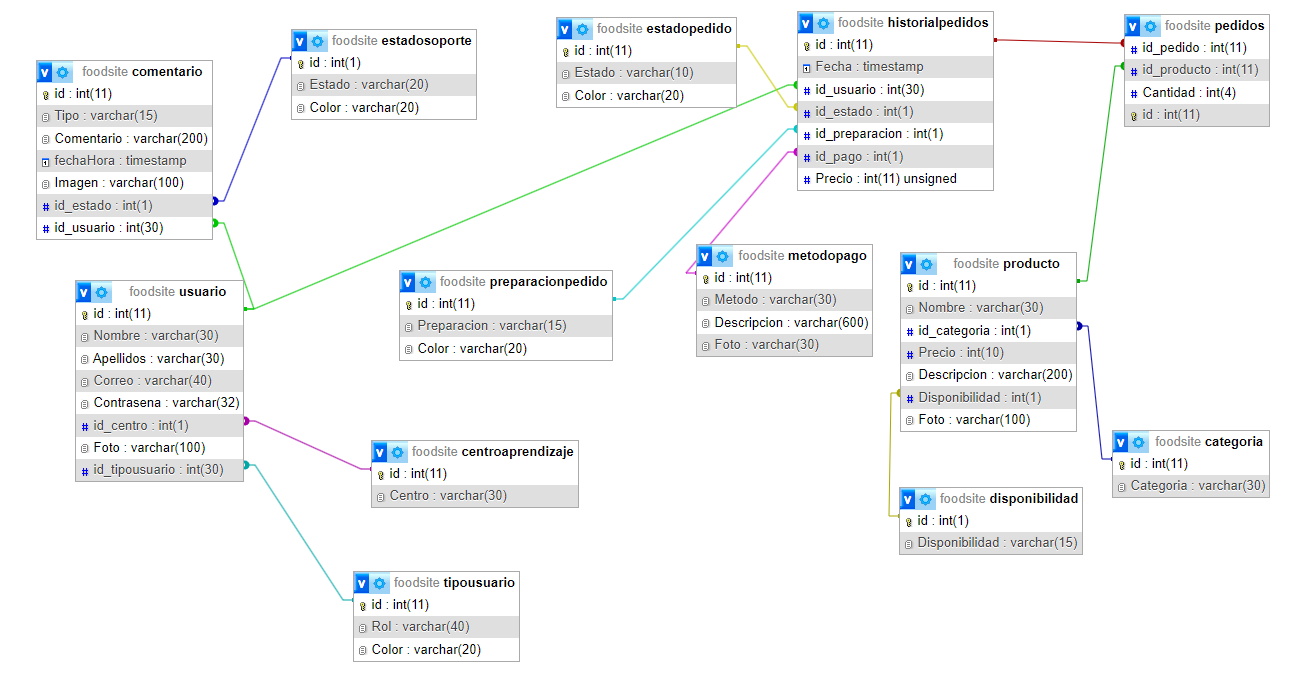 foodsite comentario
id : int(11)
Tipo : varchar(15)
Comentario : varchar(200)
fechaHora : timestamp
Imagen : varchar(100)
id_estado : int(1)
id_usuario : int(30)
foodsite estadosoporte
id : int(1)
Estado : varchar(20)
Color : varchar(20)
foodsite estadopedido
id : int(11)
Estado : varchar(10)
Color : varchar(20)
foodsite historialpedidos
id : int(11)
Fecha : timestamp
id_usuario : int(30)
id_estado : int(1)
id_preparacion : int(1)
id_pago : int(1)
Precio : int(11) unsigned
foodsite pedidos
id_pedido : int(11)
id_producto : int(11)
Cantidad : int(4)
id : int(11)
foodsite usuario
id : int(11)
Nombre : varchar(30)
Apellidos : varchar(30)
Correo : varchar(40)
Contrasena : varchar(32)
id_centro : int(1)
Foto : varchar(100)
id_tipousuario : int(30)
foodsite preparacionpedido
id : int(11)
Preparacion : varchar(15)
Color : varchar(20)
foodsite metodopago
id : int(11)
Metodo : varchar(30)
Descripcion : varchar(600)
Foto : varchar(30)
foodsite producto
id : int(11)
Nombre : varchar(30)
id_categoria : int(1)
Precio : int(10)
Descripcion : varchar(200)
Disponibilidad : int(1)
Foto : varchar(100)
foodsite centroaprendizaje
id : int(11)
Centro : varchar(30)
foodsite categoria
id : int(11)
Categoria : varchar(30)
foodsite disponibilidad
id : int(1)
Disponibilidad : varchar(15)
foodsite tipousuario
id : int(11)
Rol : varchar(40)
Color : varchar(20)